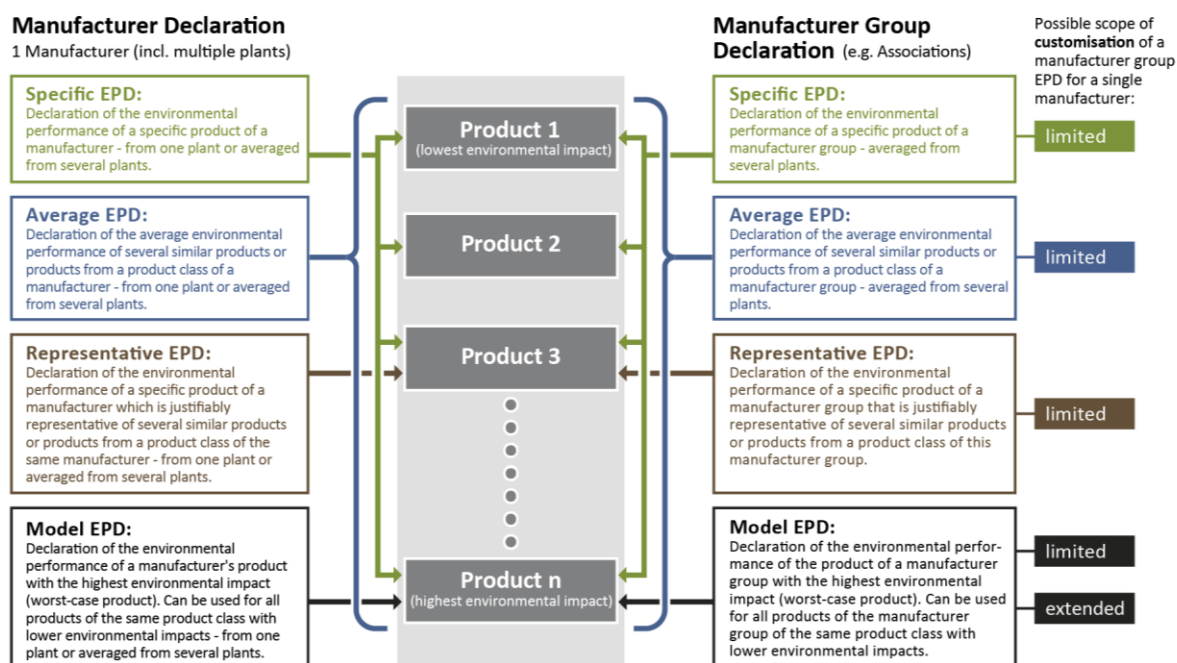 Manufacturer Declaration
1 Manufacturer (incl. multiple plants)
Specific EPD:
Declaration of the environmental
performance of a specific product of a
manufacturer - from one plant or averaged
from several plants.
Average EPD:
Declaration of the average environmental
performance of several similar products or
products from a product class of a
manufacturer - from one plant or averaged
from several plants.
Representative EPD:
Declaration of the environmental
performance of a specific product of a
manufacturer which is justifiably
representative of several similar products
or products from a product class of the
same manufacturer - from one plant or
averaged from several plants.
Model EPD:
Declaration of the environmental
performance of a manufacturer's product
with the highest environmental impact
(worst-case product). Can be used for all
products of the same product class with
lower environmental impacts - from one
plant or averaged from several plants.
Product 1
(lowest environmental impact)
Product 2
Product 3
Product n
(highest environmental impact)
Manufacturer Group
Declaration (e.g. Associations)
Specific EPD:
Declaration of the environmental
performance of a specific product of a
manufacturer group - averaged from
several plants.
Average EPD:
Declaration of the average environmental
performance of several similar products or
products from a product class of a
manufacturer group - averaged from several
plants.
Representative EPD:
Declaration of the environmental
performance of a specific product of a
manufacturer group that is justifiably
representative of several similar products
or products from a product class of this
manufacturer group.
Model EPD:
Declaration of the environmental perfor-
mance of the product of a manufacturer
group with the highest environmental
impact (worst-case product). Can be used
for all products of the manufacturer
group of the same product class with
lower environmental impacts.
Possible scope of
customisation of a
manufacturer group
EPD for a single
manufacturer:
limited
limited
limited
limited
extended